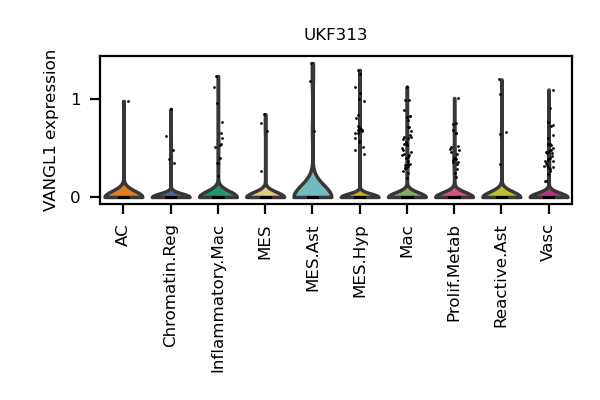 UKF313
VANGL1 expression
1
0
AC
Chromatin.Reg
Inflammatory.Mac
MES
MES.Ast
MES.Hyp
Mac
Prolif.Metab
Reactive.Ast
Vasc